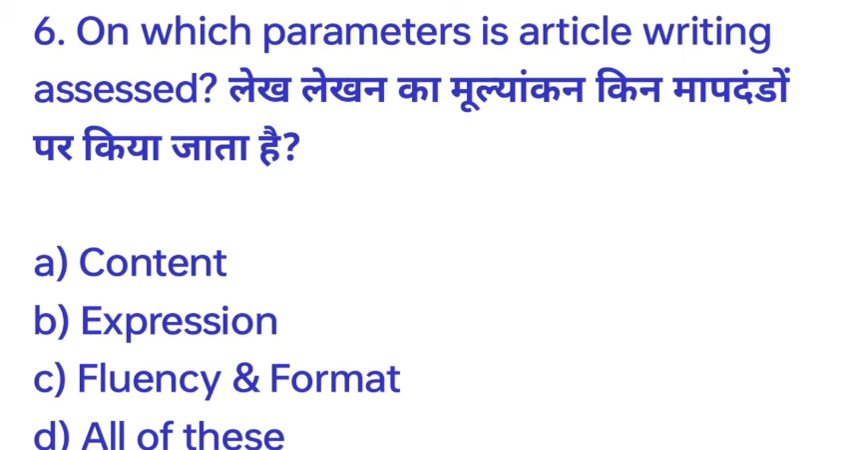 6. On which parameters is article writing
assessed? लेख लेखन का मूल्यांकन किन मापदंडों
पर किया जाता है?
a) Content
b) Expression
c) Fluency & Format
d) All of these